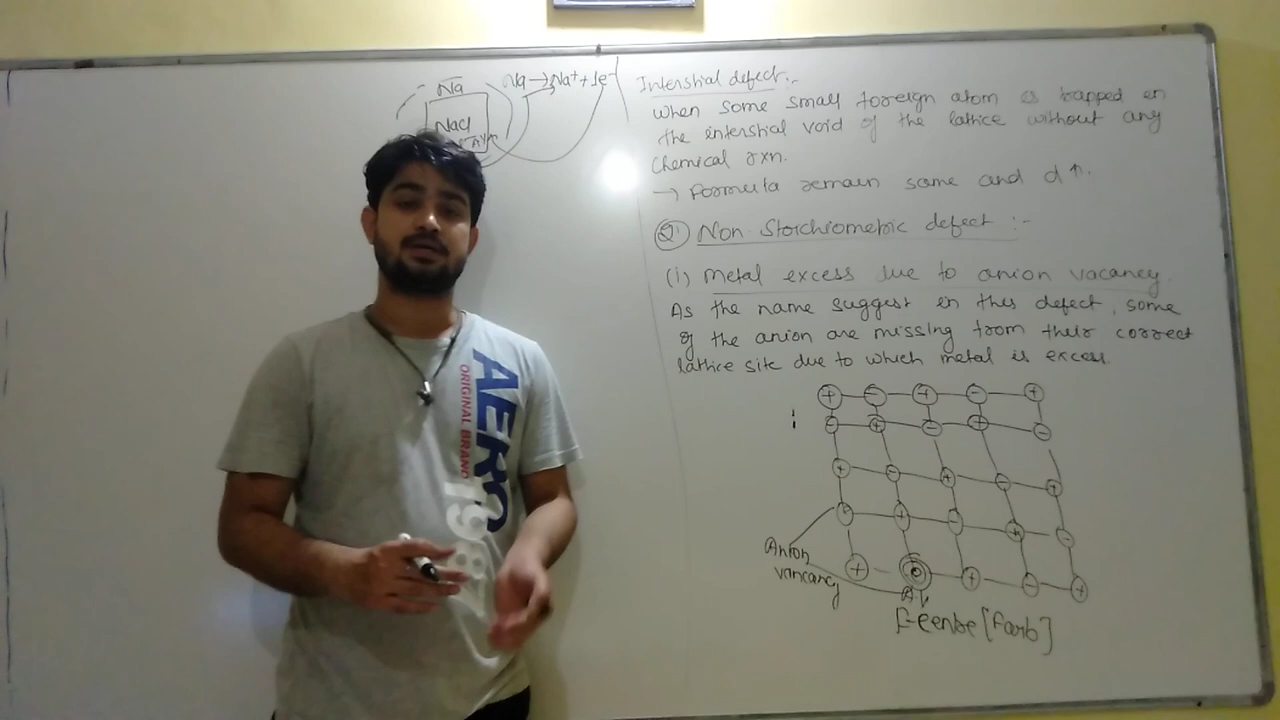 Na
Na → Na⁺ + 1e⁻
NaCl
Interstial defect :-
When some small foreign atom is trapped in
the interstial void of the lattice without any
Chemical rxn.
→ Formula remain same and d ↑.
(2) Non Stoichiometric defect :-
(i) Metal excess due to anion vacancy.
As the name suggest in this defect, some
of the anion are missing from their correct
lattice site due to which metal is excess.
+ - + - +
- + - + -
+ - + - +
Anion
vancancy
F-centre [Farb]
AERO
ORIGINAL BRAND